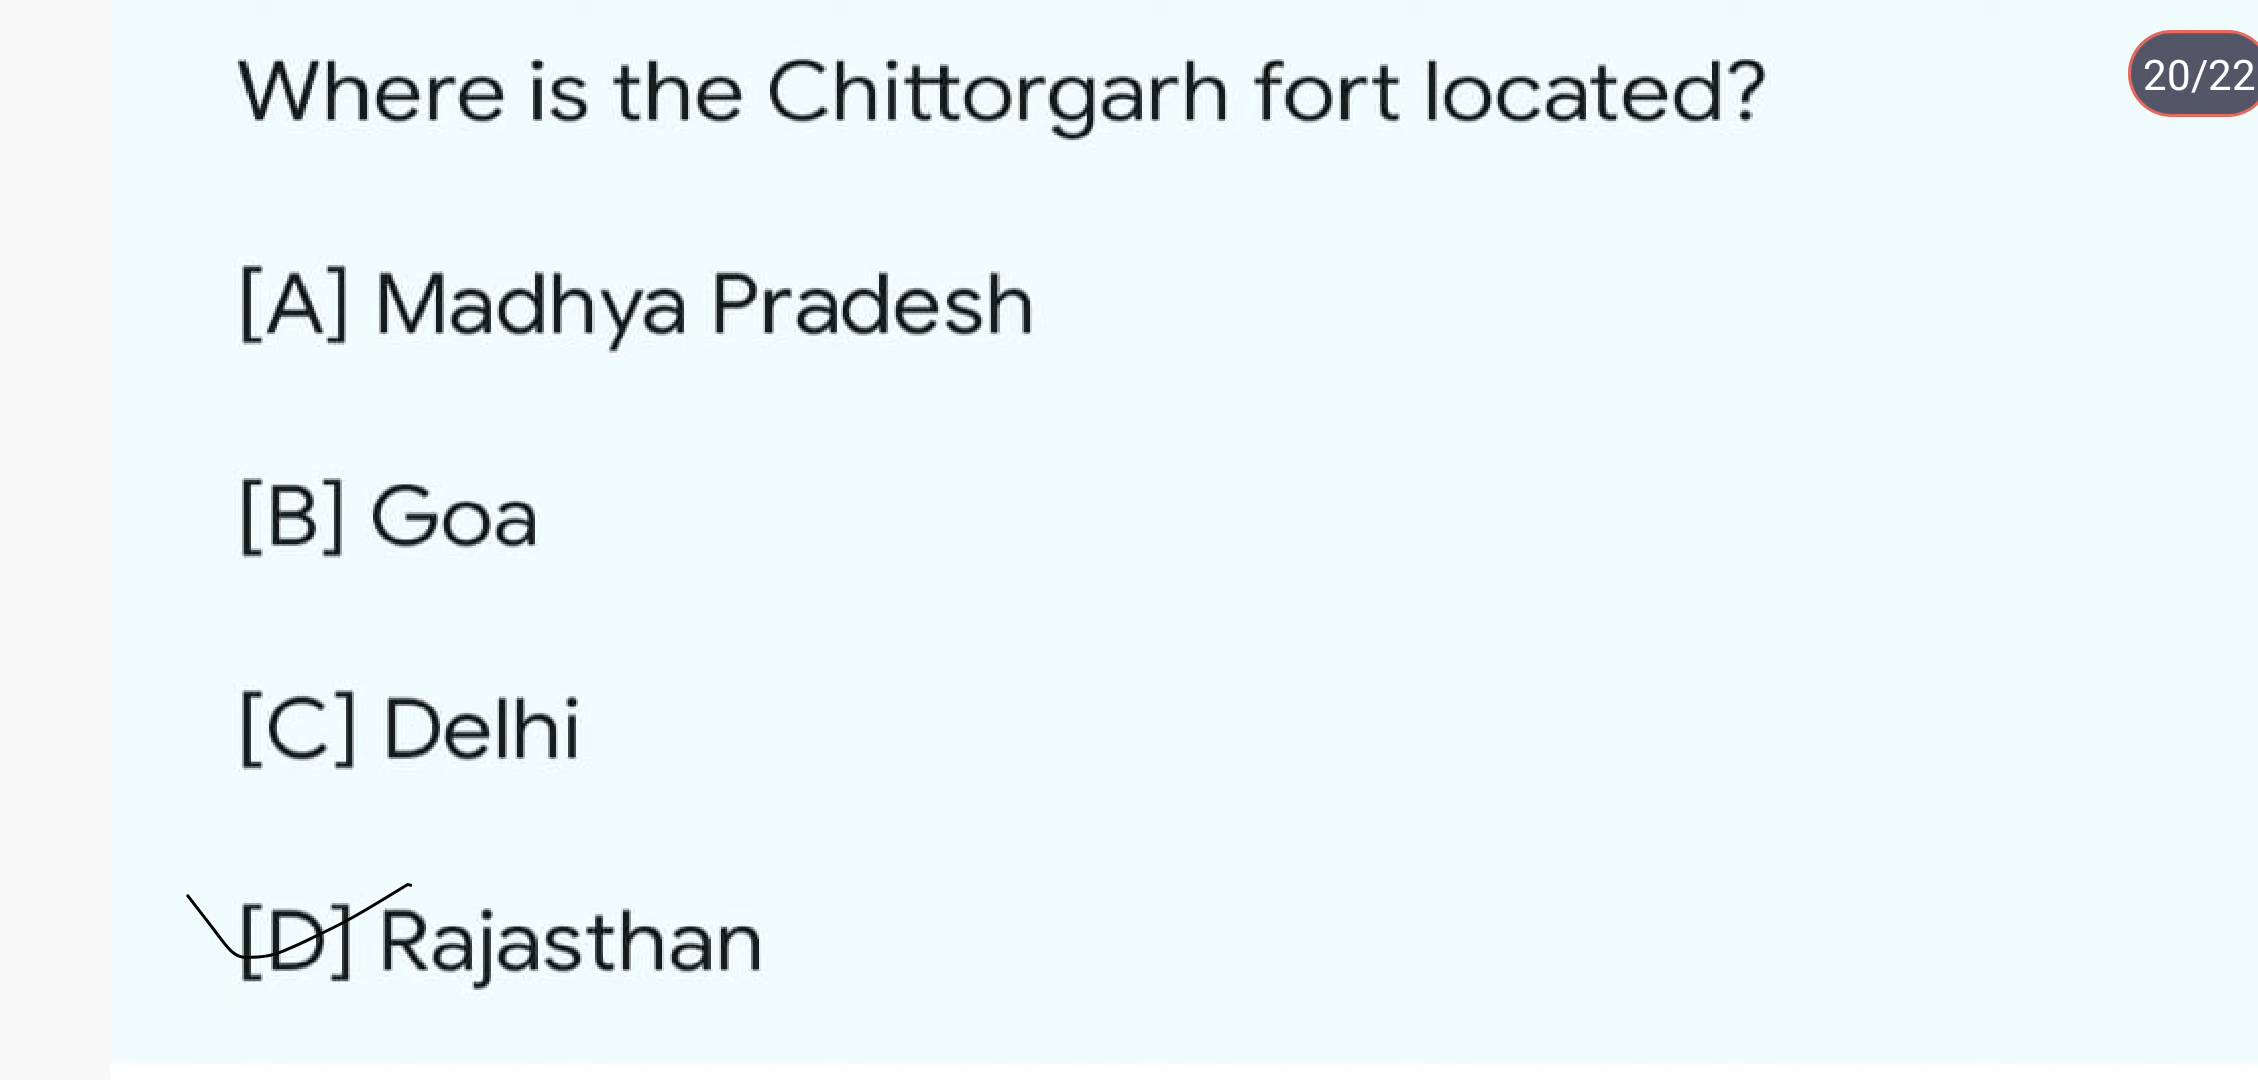 Where is the Chittorgarh fort located?
20/22
[A] Madhya Pradesh
[B] Goa
[C] Delhi
[D] Rajasthan